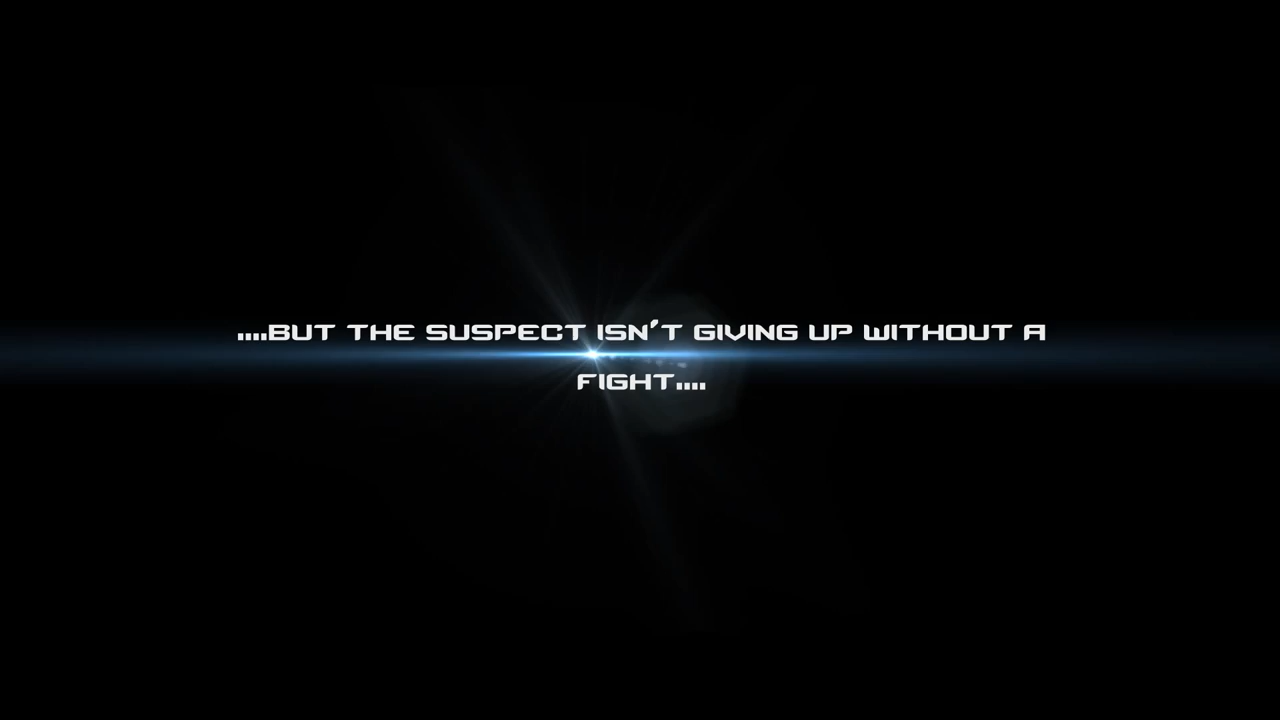 ....BUT THE SUSPECT ISN'T GIVING UP WITHOUT A
FIGHT....